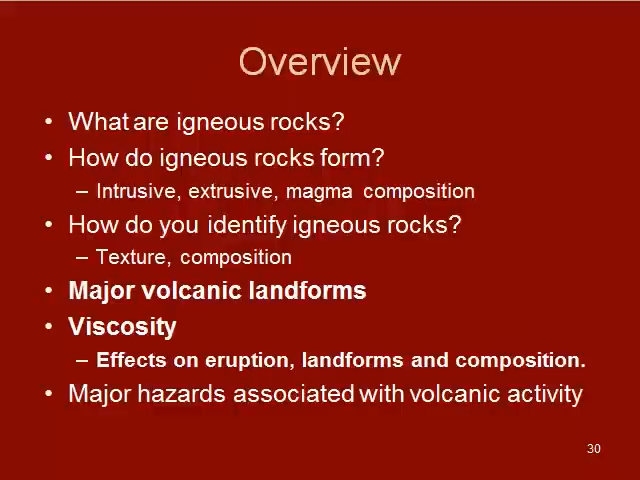 Overview
• What are igneous rocks?
• How do igneous rocks form?
– Intrusive, extrusive, magma composition
• How do you identify igneous rocks?
– Texture, composition
• Major volcanic landforms
• Viscosity
– Effects on eruption, landforms and composition.
• Major hazards associated with volcanic activity
30